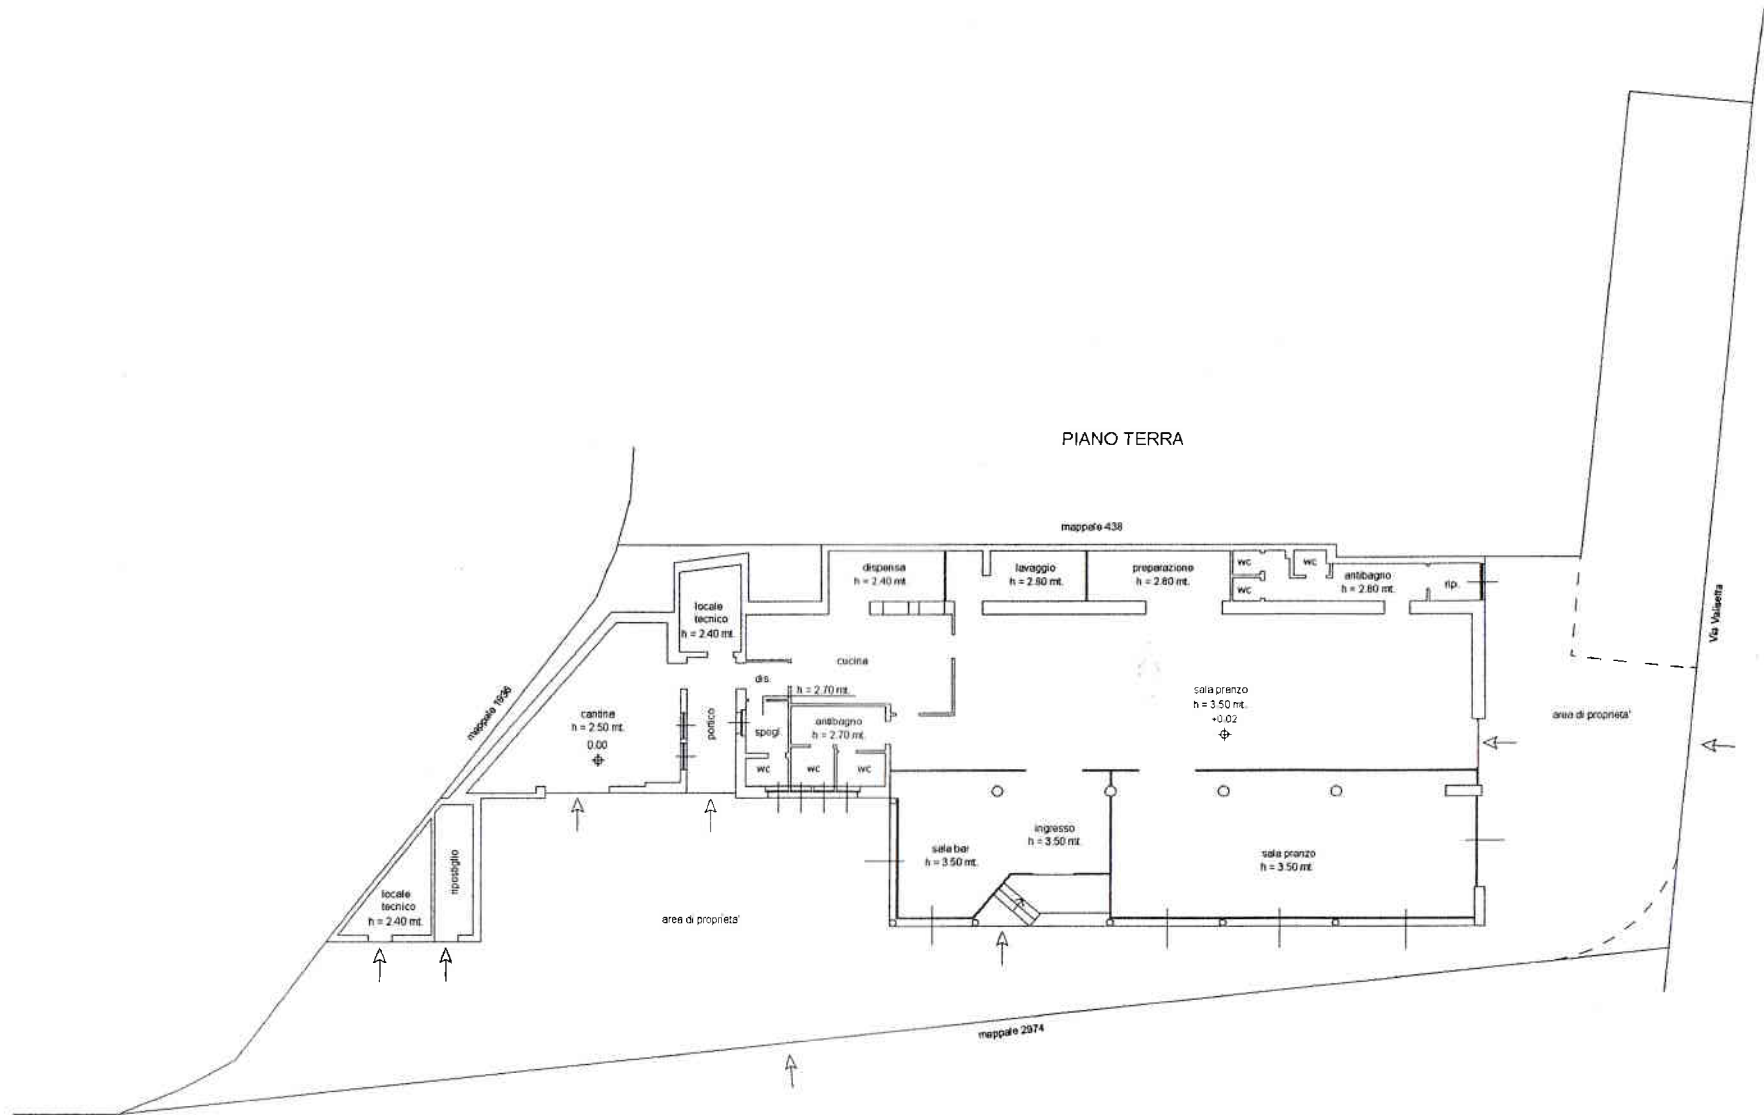 PIANO TERRA
mappale 438
dispensa
h = 2.40 mt.
lavaggio
h = 2.80 mt.
preparazione
h = 2.80 mt.
wc
wc
wc
antibagno
h = 2.80 mt.
rip.
Via Valsetta
locale
tecnico
h = 2.40 mt.
cucina
h = 2.70 mt.
dis.
sala pranzo
h = 3.50 mt.
+0.02
area di proprieta'
mappale 1936
cantina
h = 2.50 mt.
0.00
portico
spogl.
antibagno
h = 2.70 mt.
wc
wc
wc
ingresso
h = 3.50 mt.
sala bar
h = 3.50 mt.
sala pranzo
h = 3.50 mt.
ripostiglio
locale
tecnico
h = 2.40 mt.
area di proprieta'
mappale 2974